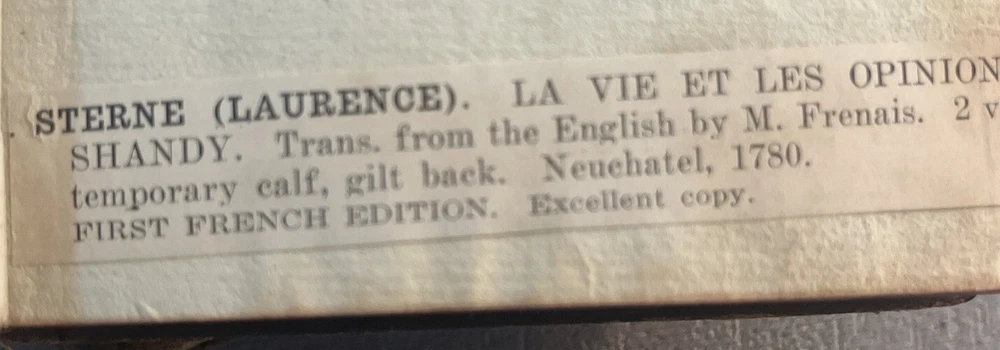 . STERNE (LAURENCE). LA VIE ET LES OPINION
SHANDY. Trans. from the English by M. Frenais. 2 v
temporary calf, gilt back. Neuchatel, 1780.
FIRST FRENCH EDITION. Excellent copy.